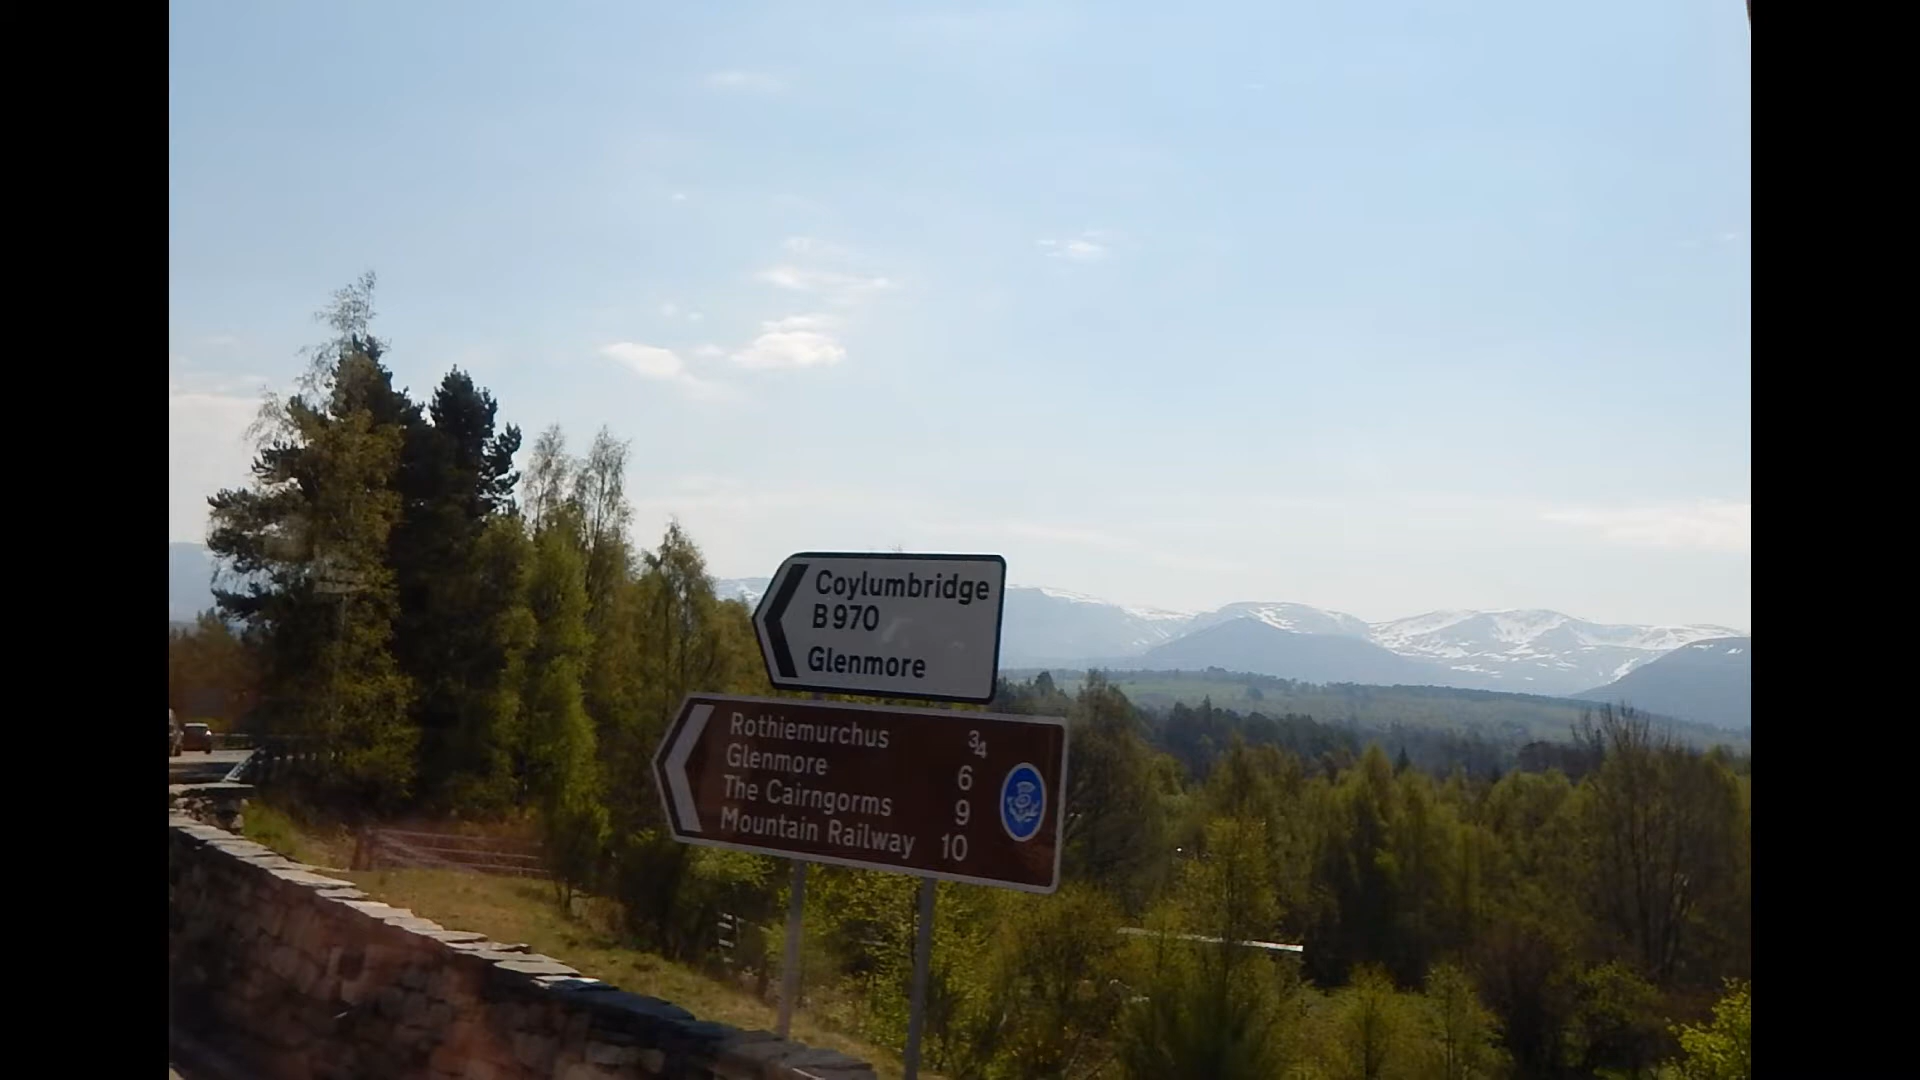 Coylumbridge
B970
Glenmore
Rothiemurchus ¾
Glenmore 6
The Cairngorms 9
Mountain Railway 10